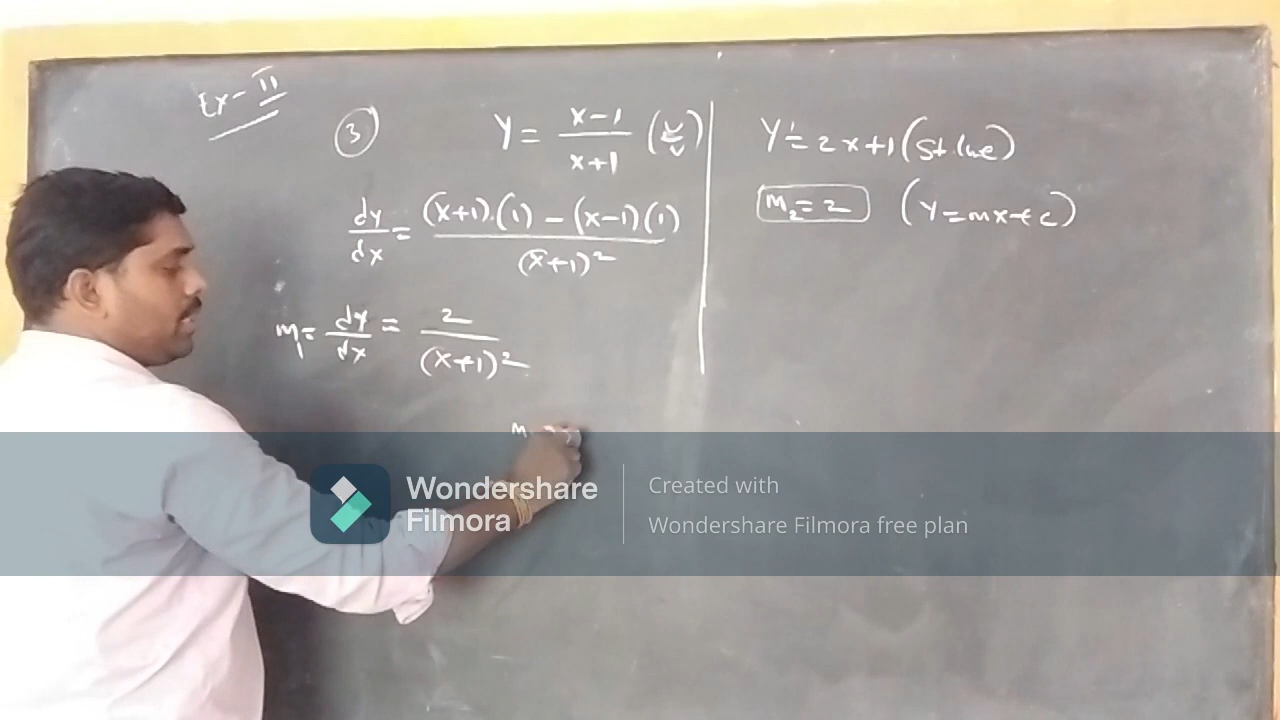 Ex - II
3 y = x-1/x+1
dy/dx = (x+1).(1) - (x-1)(1)/(x+1)²
m₁ = dy/dx = 2/(x+1)²
m
y = 2x+1 (St. line)
m₂ = 2 (y = mx + c)
Wondershare Filmora
Created with
Wondershare Filmora free plan